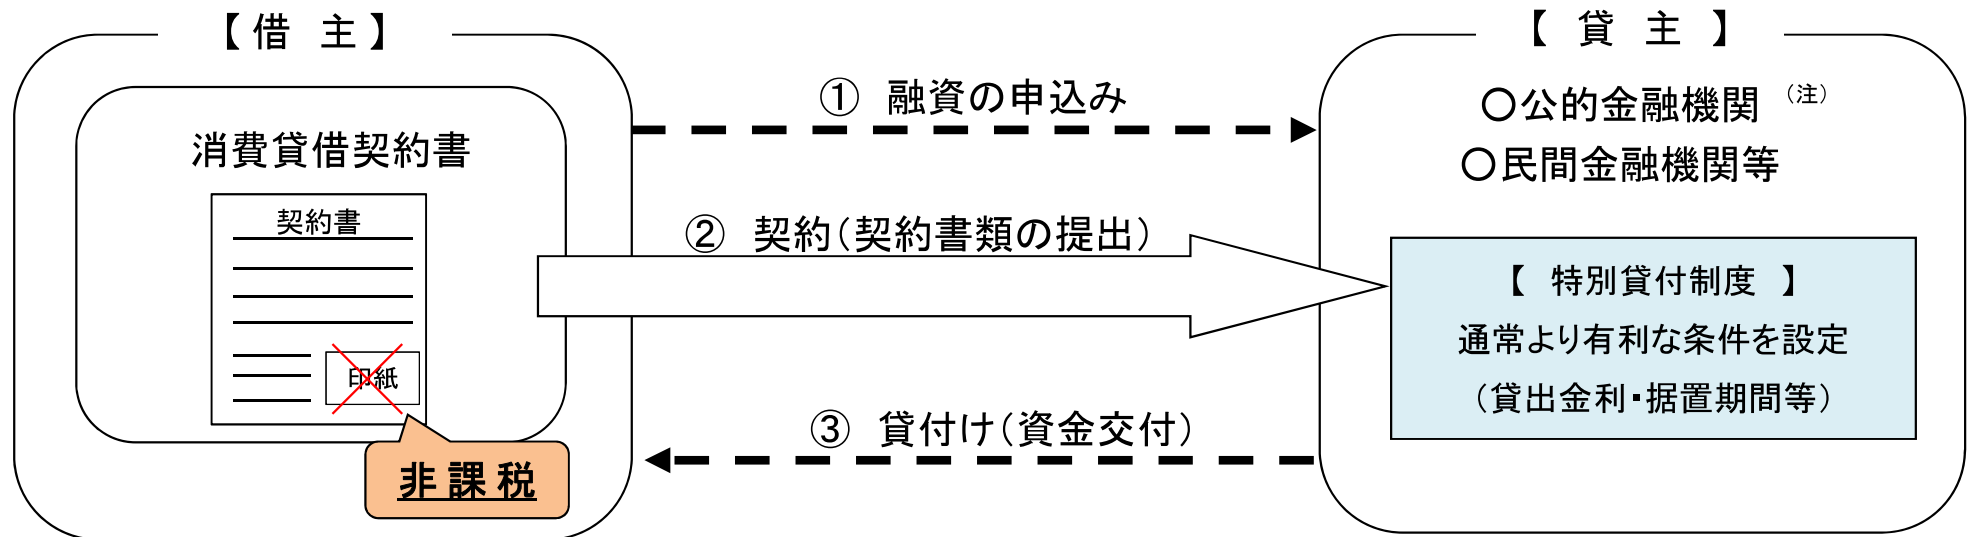 【借　主】
消費貸借契約書
契約書
印紙
非課税
①　融資の申込み
②　契約（契約書類の提出）
③　貸付け（資金交付）
【　貸　主　】
〇公的金融機関（注）
〇民間金融機関等
【　特別貸付制度　】
通常より有利な条件を設定
（貸出金利・据置期間等）